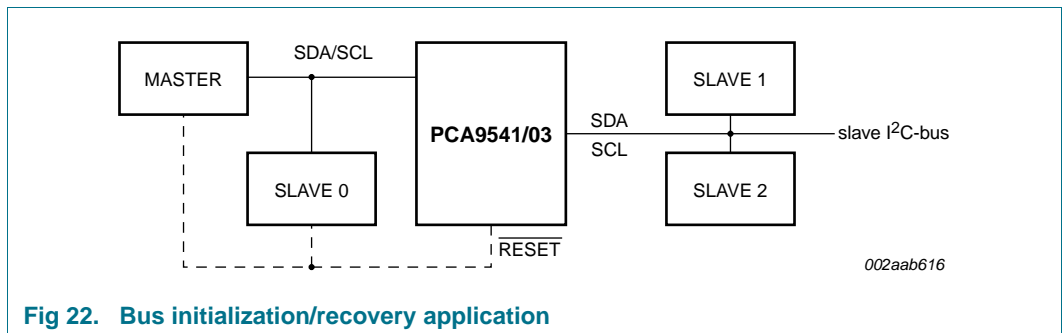 MASTER
SDA/SCL
SLAVE 0
PCA9541/03
RESET
SDA
SCL
SLAVE 1
SLAVE 2
slave I²C-bus
002aab616
Fig 22. Bus initialization/recovery application